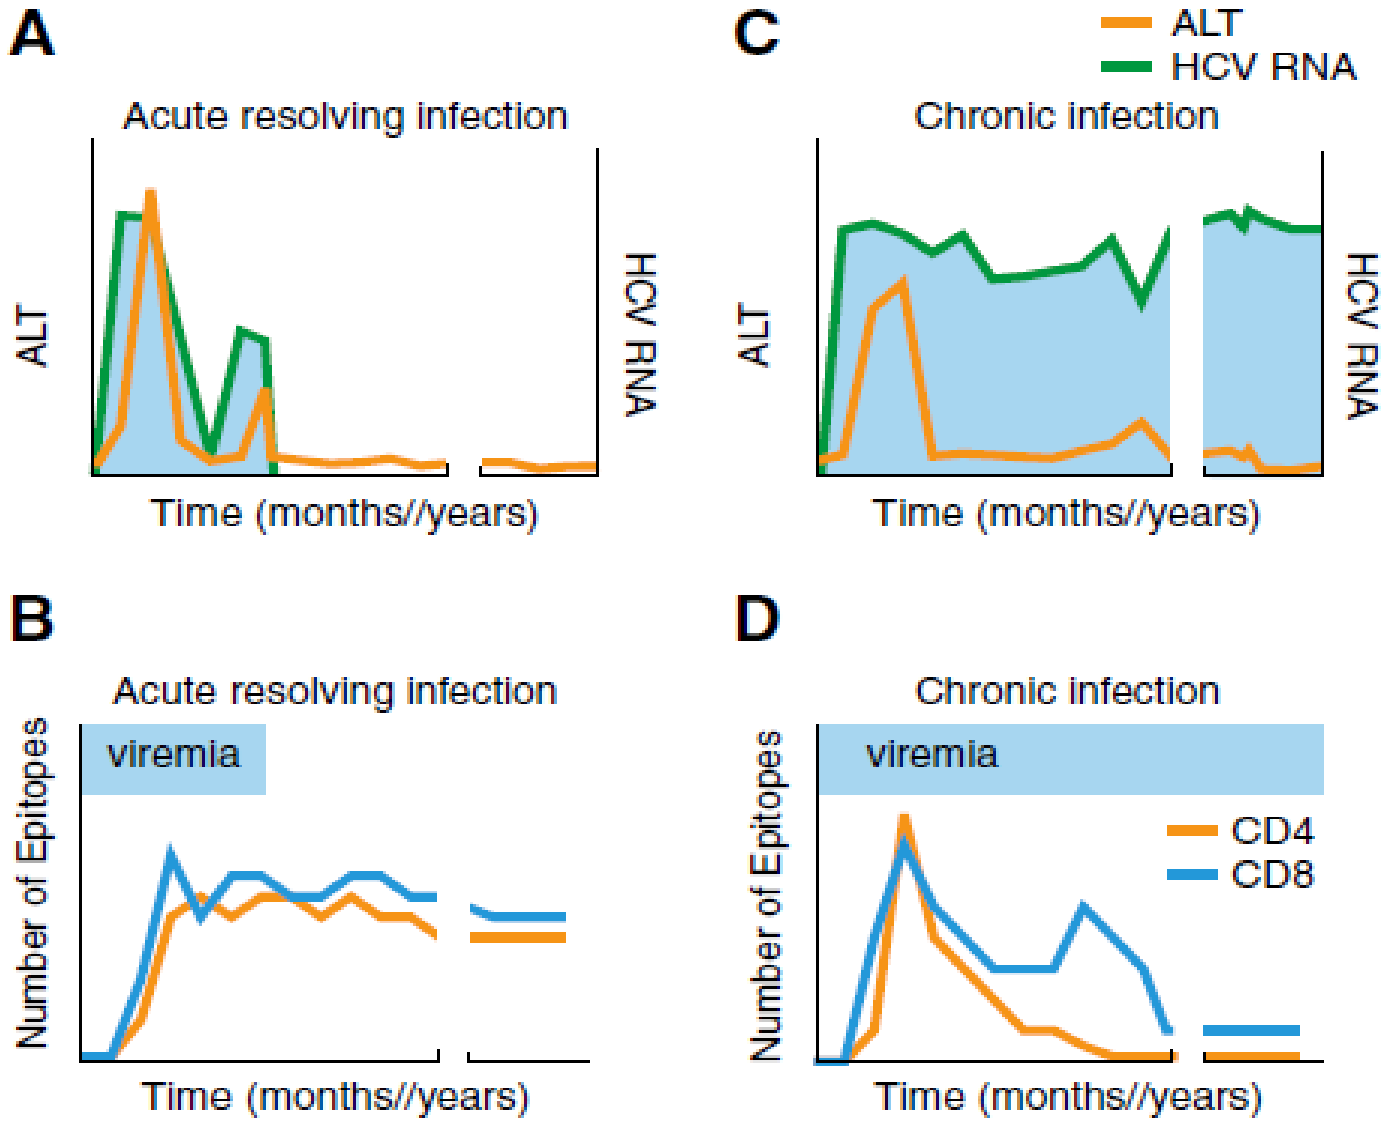 A
Acute resolving infection
ALT
HCV RNA
Time (months//years)
C
ALT
HCV RNA
Chronic infection
ALT
HCV RNA
Time (months//years)
B
Acute resolving infection
viremia
Number of Epitopes
Time (months//years)
D
Chronic infection
viremia
CD4
CD8
Number of Epitopes
Time (months//years)